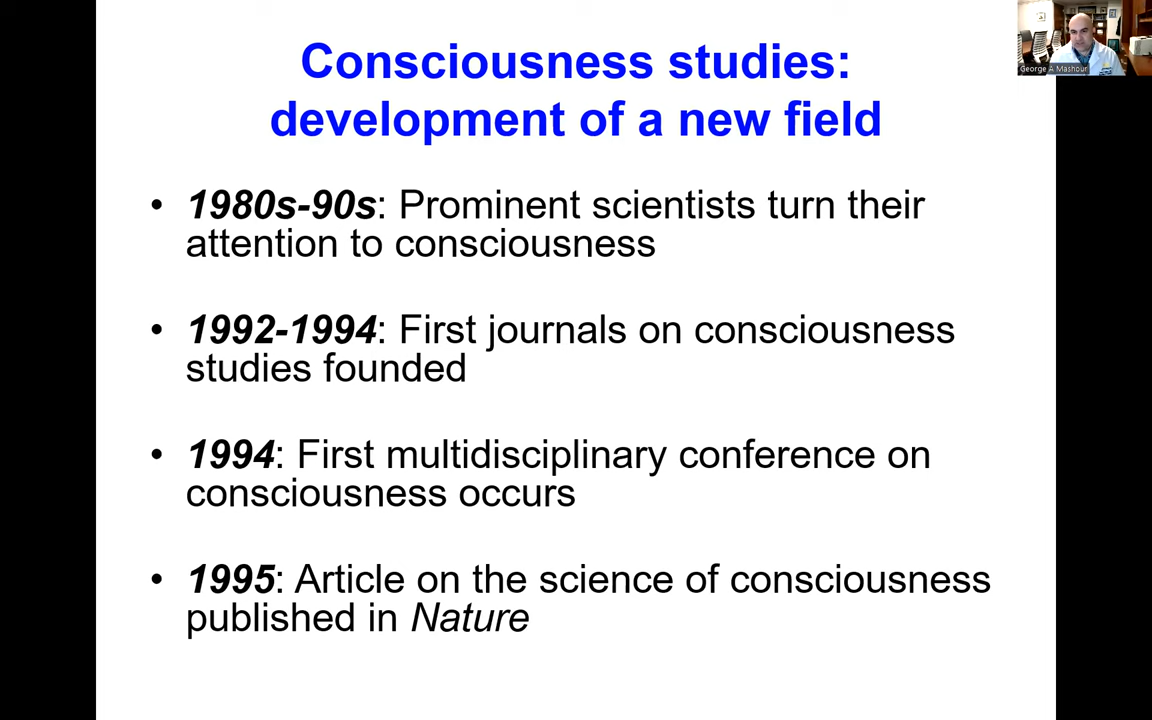 Consciousness studies:
development of a new field
George A Mashour
• 1980s-90s: Prominent scientists turn their
attention to consciousness
• 1992-1994: First journals on consciousness
studies founded
• 1994: First multidisciplinary conference on
consciousness occurs
• 1995: Article on the science of consciousness
published in Nature